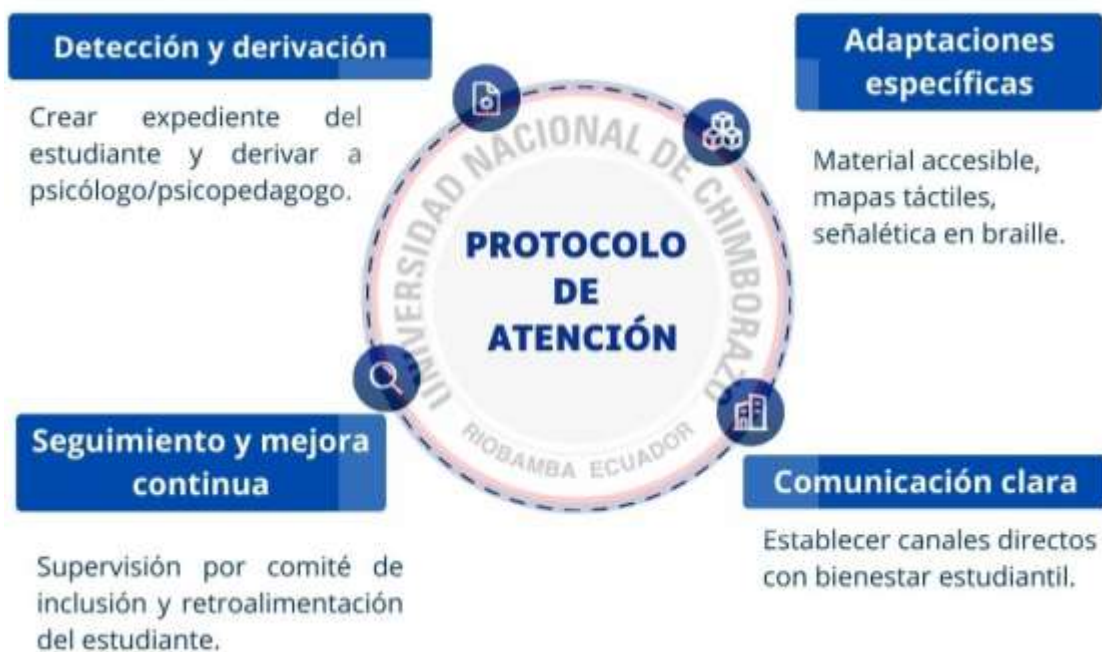 Detección y derivación
Crear expediente del
estudiante y derivar a
psicólogo/psicopedagogo.
Adaptaciones
específicas
Material accesible,
mapas táctiles,
señalética en braille.
UNIVERSIDAD NACIONAL DE CHIMBORAZO
PROTOCOLO
DE
ATENCIÓN
RIOBAMBA ECUADOR
Seguimiento y mejora
continua
Supervisión por comité de
inclusión y retroalimentación
del estudiante.
Comunicación clara
Establecer canales directos
con bienestar estudiantil.